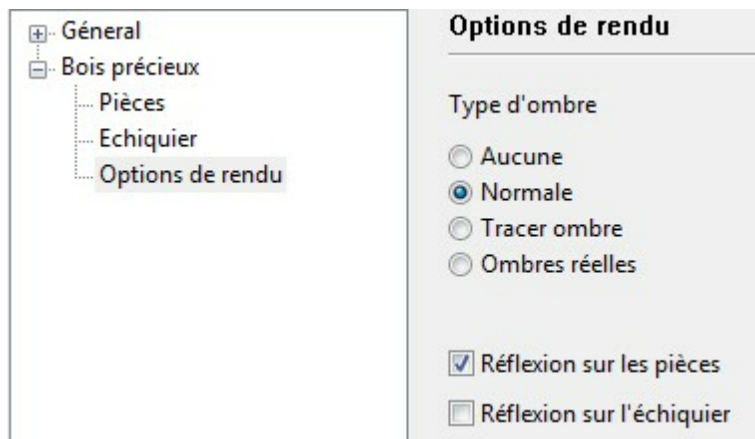 Géneral
Bois précieux
Pièces
Echiquier
Options de rendu
Options de rendu
Type d'ombre
Aucune
Normale
Tracer ombre
Ombres réelles
Réflexion sur les pièces
Réflexion sur l'échiquier